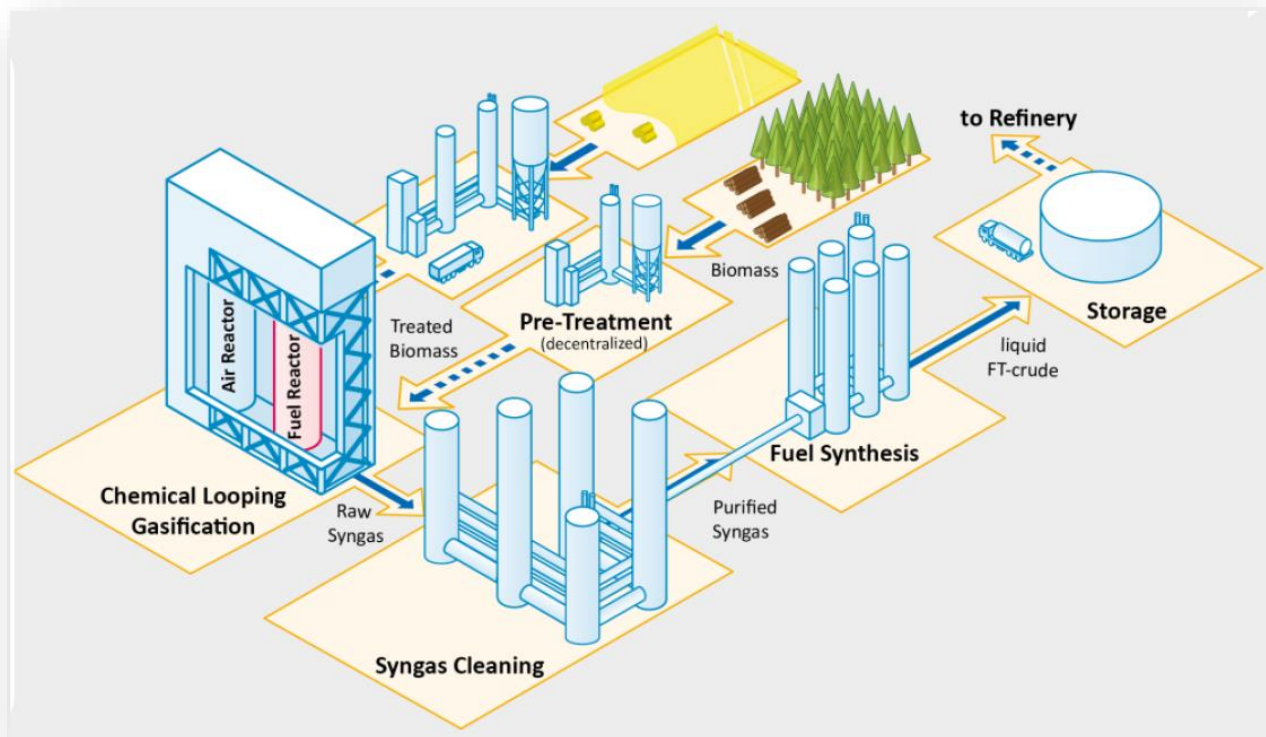 to Refinery
Biomass
Storage
Pre-Treatment
(decentralized)
Treated
Biomass
Air Reactor
Fuel Reactor
liquid
FT-crude
Fuel Synthesis
Chemical Looping
Gasification
Raw
Syngas
Purified
Syngas
Syngas Cleaning